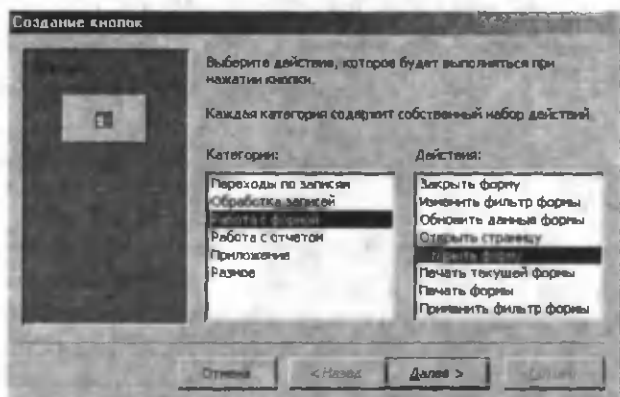 Создание кнопок
Выберите действие, которое будет выполняться при
нажатии кнопки.
Каждая категория содержит собственный набор действий
Категории:
Действия:
Переходы по записям
Обработка записей
Работа с формой
Работа с отчетом
Приложение
Разное
Закрыть форму
Изменить фильтр формы
Обновить данные формы
Открыть страницу
Открыть форму
Печать текущей формы
Печать формы
Применить фильтр формы
Отмена
< Назад
Далее >